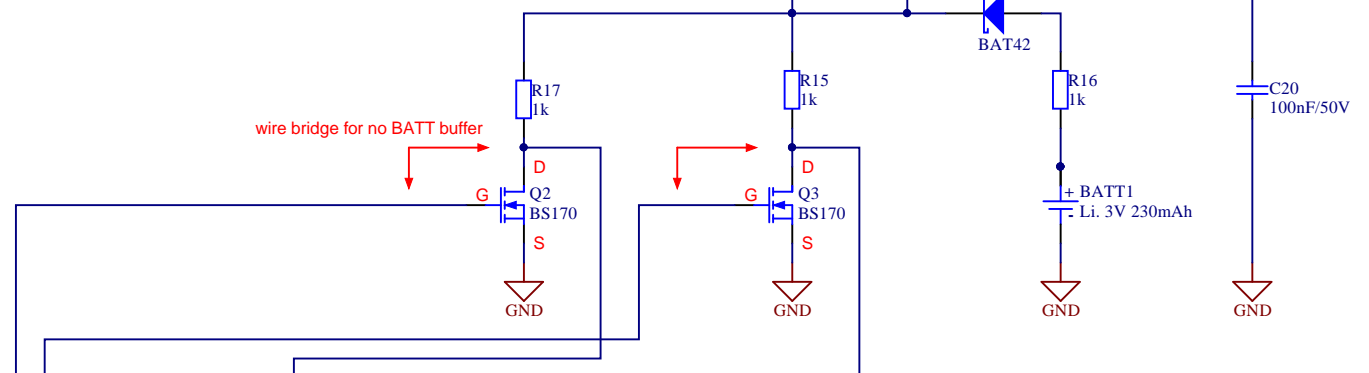 BAT42
R17
1k
R15
1k
R16
1k
C20
100nF/50V
wire bridge for no BATT buffer
D
D
G
Q2
BS170
G
Q3
BS170
+ BATT1
- Li. 3V 230mAh
S
S
GND
GND
GND
GND